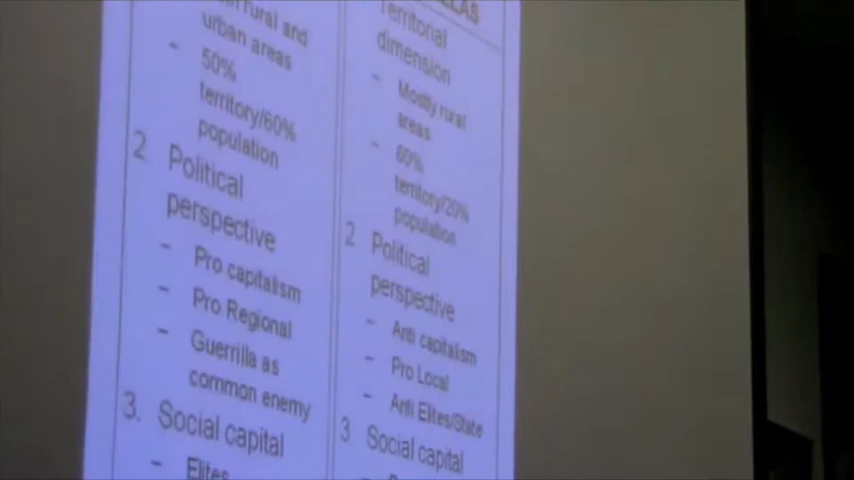 rural and
urban areas
- 50%
territory/60%
population
2 Political
perspective
- Pro capitalism
- Pro Regional
- Guerrilla as
common enemy
3. Social capital
- Elites
Territorial
dimension
- Mostly rural
areas
- 60%
territory/20%
population
2 Political
perspective
- Anti capitalism
- Pro Local
- Anti Elites/State
3 Social capital